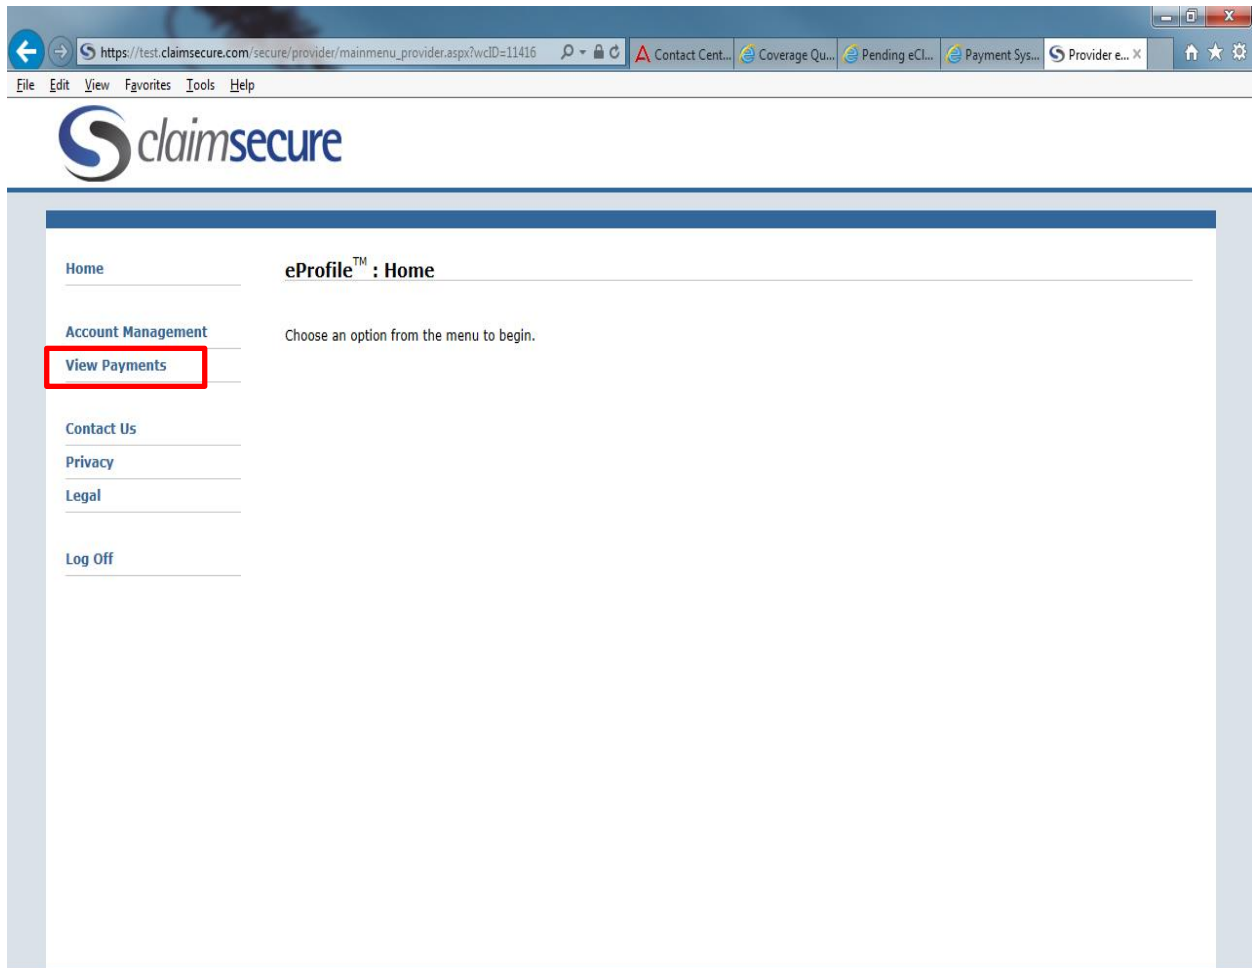 https://test.claimsecure.com/secure/provider/mainmenu_provider.aspx?wcID=11416
Contact Cent...
Coverage Qu...
Pending eCl...
Payment Sys...
Provider e...
File Edit View Favorites Tools Help
claimsecure
Home
eProfile™ : Home
Account Management
Choose an option from the menu to begin.
View Payments
Contact Us
Privacy
Legal
Log Off